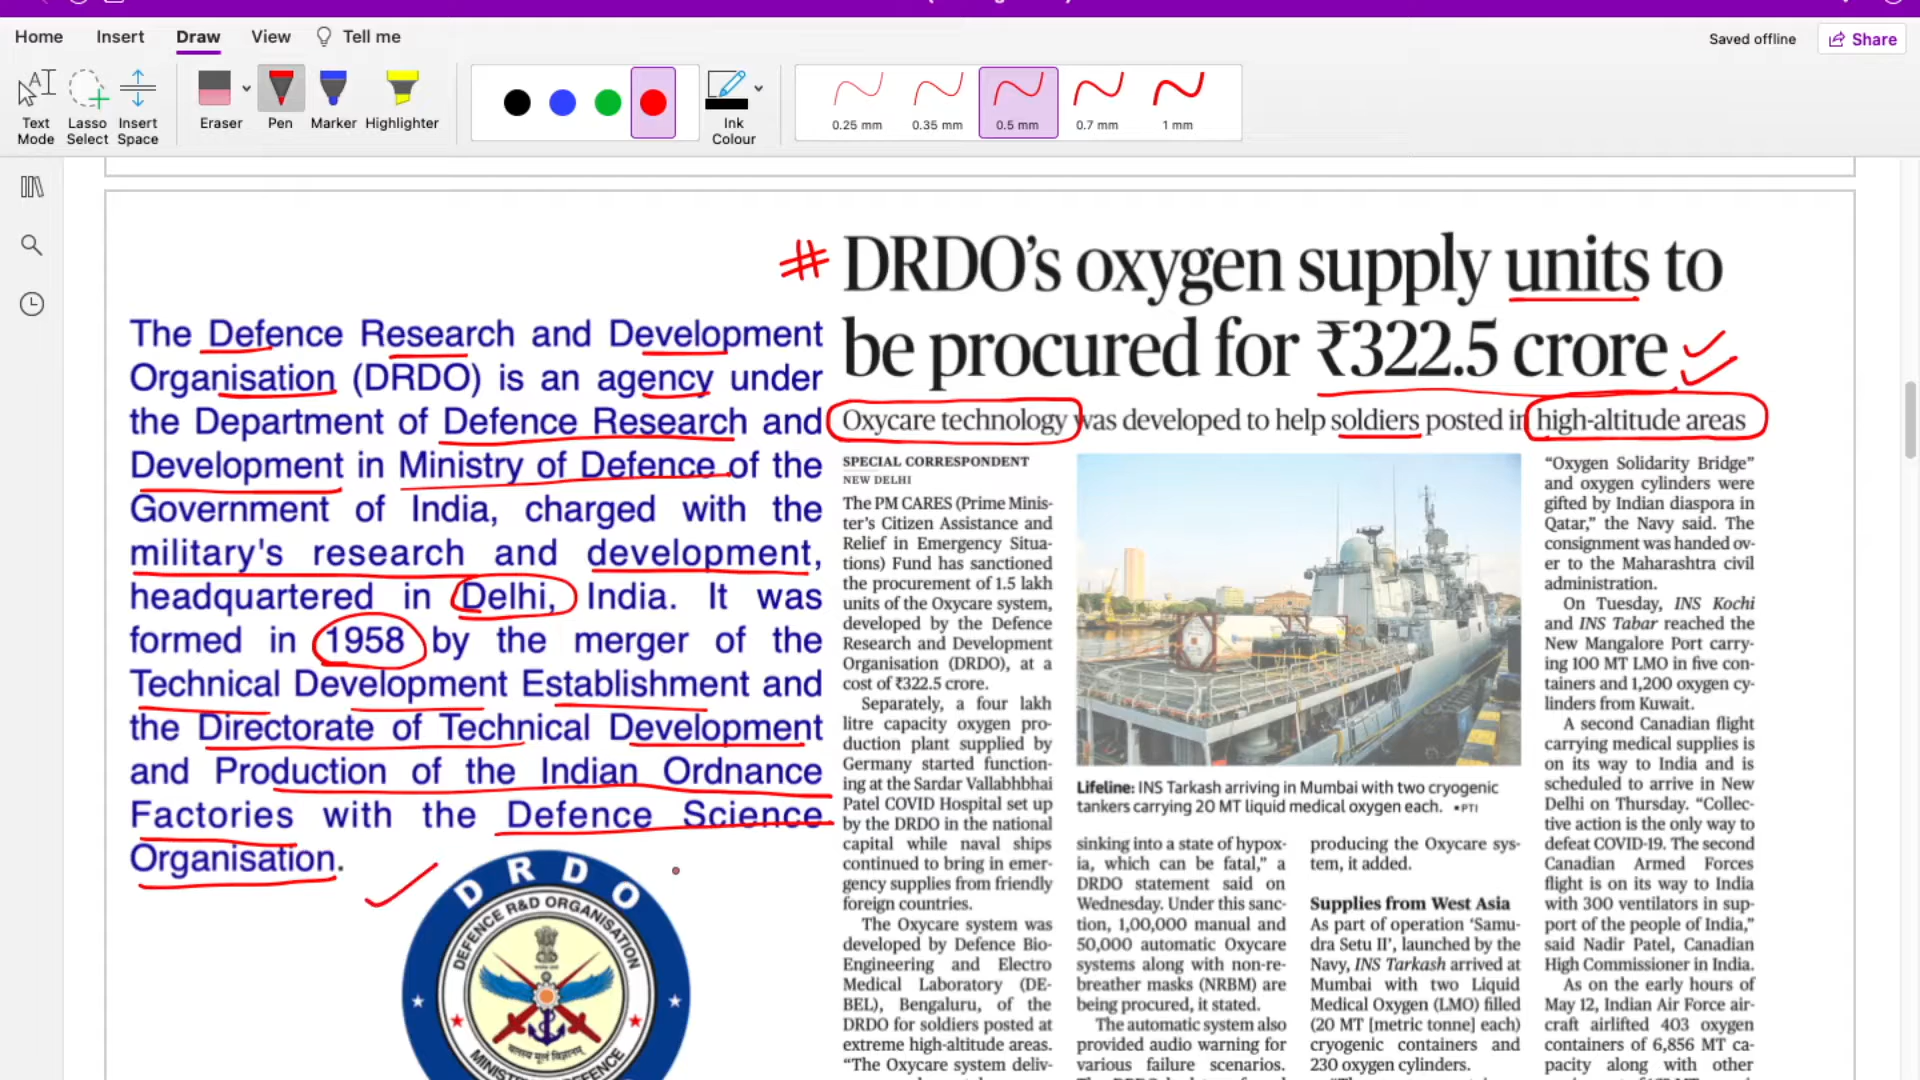 Home Insert Draw View Tell me
Saved offline Share
Text Mode
Lasso Select
Insert Space
Eraser
Pen
Marker
Highlighter
Ink Colour
0.25 mm
0.35 mm
0.5 mm
0.7 mm
1 mm
The Defence Research and Development
Organisation (DRDO) is an agency under
the Department of Defence Research and
Development in Ministry of Defence of the
Government of India, charged with the
military's research and development,
headquartered in Delhi, India. It was
formed in 1958 by the merger of the
Technical Development Establishment and
the Directorate of Technical Development
and Production of the Indian Ordnance
Factories with the Defence Science
Organisation.
DRDO
DEFENCE R&D ORGANISATION
बलस्य मूलं विज्ञानम्
# DRDO’s oxygen supply units to
be procured for ₹322.5 crore
Oxycare technology was developed to help soldiers posted in high-altitude areas
SPECIAL CORRESPONDENT
NEW DELHI
The PM CARES (Prime Minis-
ter’s Citizen Assistance and
Relief in Emergency Situa-
tions) Fund has sanctioned
the procurement of 1.5 lakh
units of the Oxycare system,
developed by the Defence
Research and Development
Organisation (DRDO), at a
cost of ₹322.5 crore.
Separately, a four lakh
litre capacity oxygen pro-
duction plant supplied by
Germany started function-
ing at the Sardar Vallabhbhai
Patel COVID Hospital set up
by the DRDO in the national
capital while naval ships
continued to bring in emer-
gency supplies from friendly
foreign countries.
The Oxycare system was
developed by Defence Bio-
Engineering and Electro
Medical Laboratory (DE-
BEL), Bengaluru, of the
DRDO for soldiers posted at
extreme high-altitude areas.
“The Oxycare system deliv-
Lifeline: INS Tarkash arriving in Mumbai with two cryogenic
tankers carrying 20 MT liquid medical oxygen each. ▪PTI
sinking into a state of hypox-
ia, which can be fatal,” a
DRDO statement said on
Wednesday. Under this sanc-
tion, 1,00,000 manual and
50,000 automatic Oxycare
systems along with non-re-
breather masks (NRBM) are
being procured, it stated.
The automatic system also
provided audio warning for
various failure scenarios.
producing the Oxycare sys-
tem, it added.
Supplies from West Asia
As part of operation ‘Samu-
dra Setu II’, launched by the
Navy, INS Tarkash arrived at
Mumbai with two Liquid
Medical Oxygen (LMO) filled
(20 MT [metric tonne] each)
cryogenic containers and
230 oxygen cylinders.
“Oxygen Solidarity Bridge”
and oxygen cylinders were
gifted by Indian diaspora in
Qatar,” the Navy said. The
consignment was handed ov-
er to the Maharashtra civil
administration.
On Tuesday, INS Kochi
and INS Tabar reached the
New Mangalore Port carry-
ing 100 MT LMO in five con-
tainers and 1,200 oxygen cy-
linders from Kuwait.
A second Canadian flight
carrying medical supplies is
on its way to India and is
scheduled to arrive in New
Delhi on Thursday. “Collec-
tive action is the only way to
defeat COVID-19. The second
Canadian Armed Forces
flight is on its way to India
with 300 ventilators in sup-
port of the people of India,”
said Nadir Patel, Canadian
High Commissioner in India.
As on the early hours of
May 12, Indian Air Force air-
craft airlifted 403 oxygen
containers of 6,856 MT ca-
pacity along with other